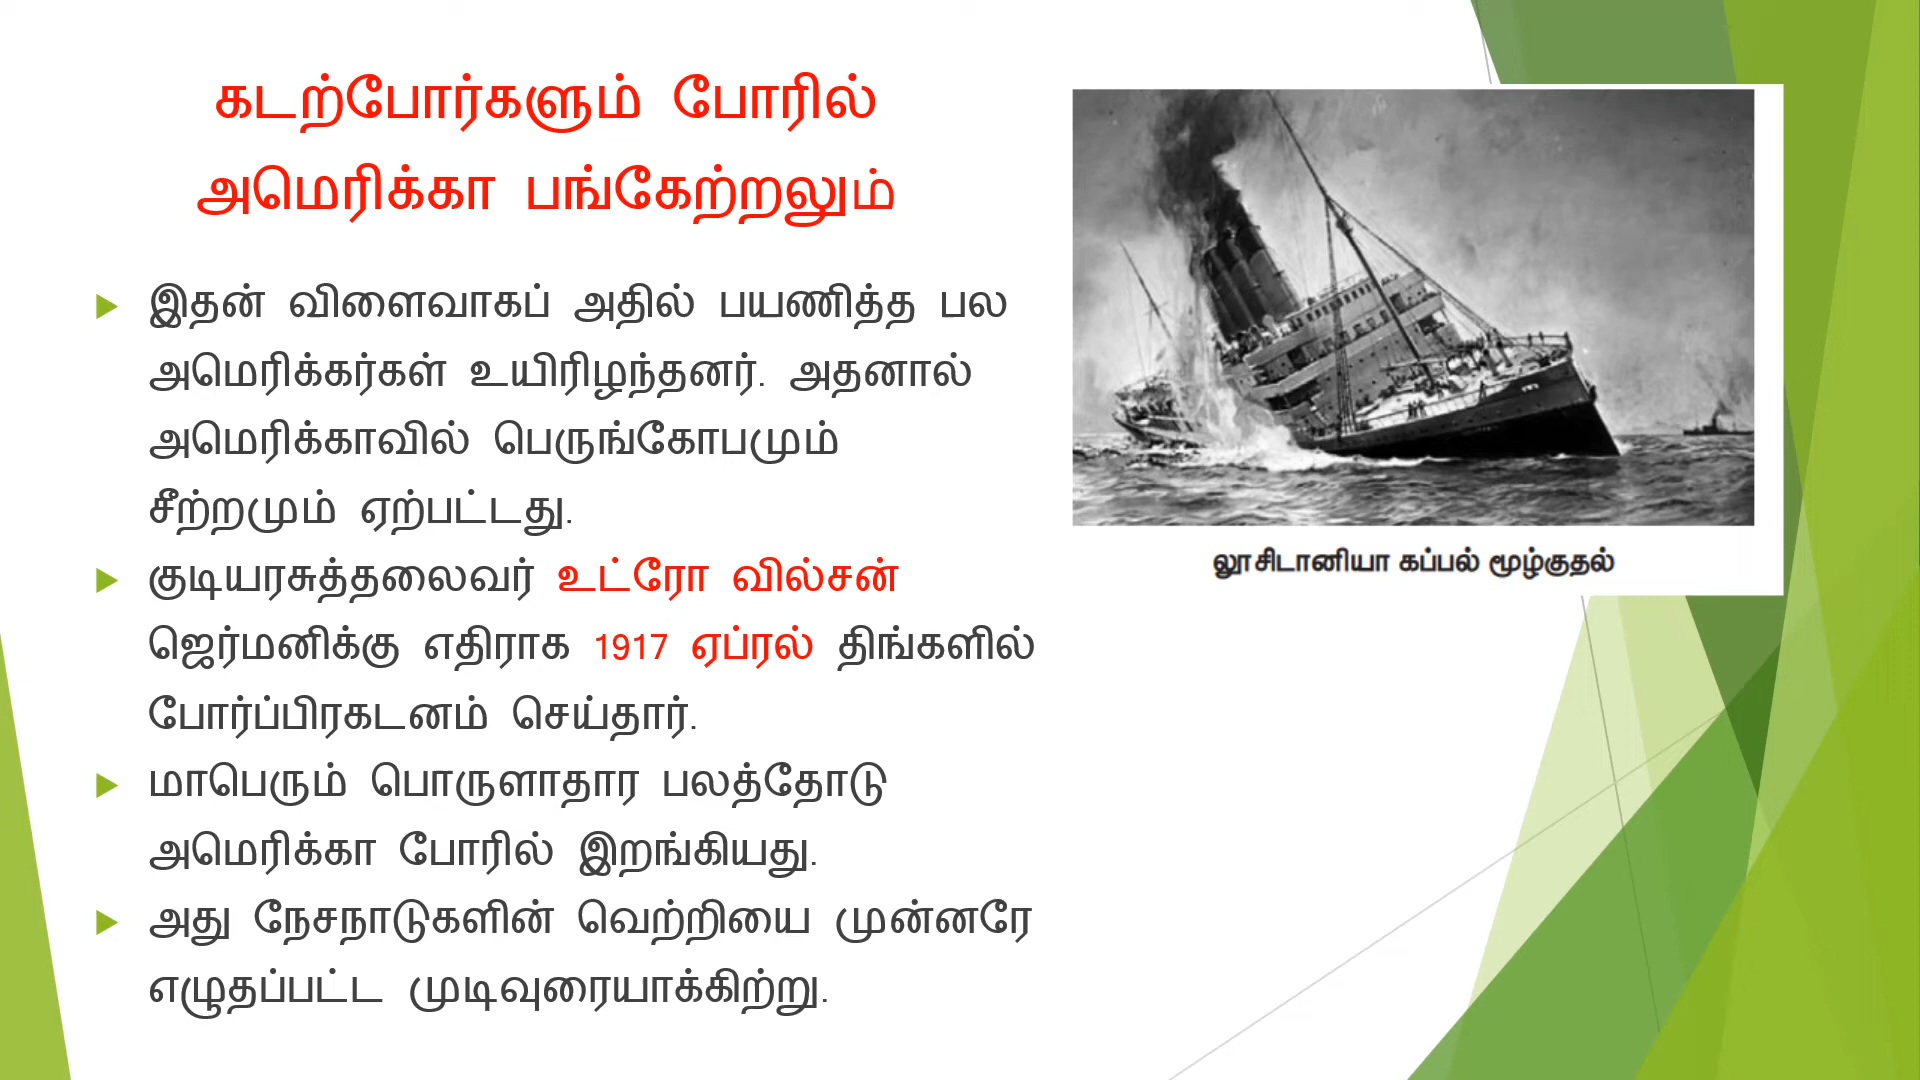 கடற்போர்களும் போரில்
அமெரிக்கா பங்கேற்றலும்
இதன் விளைவாகப் அதில் பயணித்த பல
அமெரிக்கர்கள் உயிரிழந்தனர். அதனால்
அமெரிக்காவில் பெருங்கோபமும்
சீற்றமும் ஏற்பட்டது.
குடியரசுத்தலைவர் உட்ரோ வில்சன்
ஜெர்மனிக்கு எதிராக 1917 ஏப்ரல் திங்களில்
போர்ப்பிரகடனம் செய்தார்.
மாபெரும் பொருளாதார பலத்தோடு
அமெரிக்கா போரில் இறங்கியது.
அது நேசநாடுகளின் வெற்றியை முன்னரே
எழுதப்பட்ட முடிவுரையாக்கிற்று.
லூசிடானியா கப்பல் மூழ்குதல்